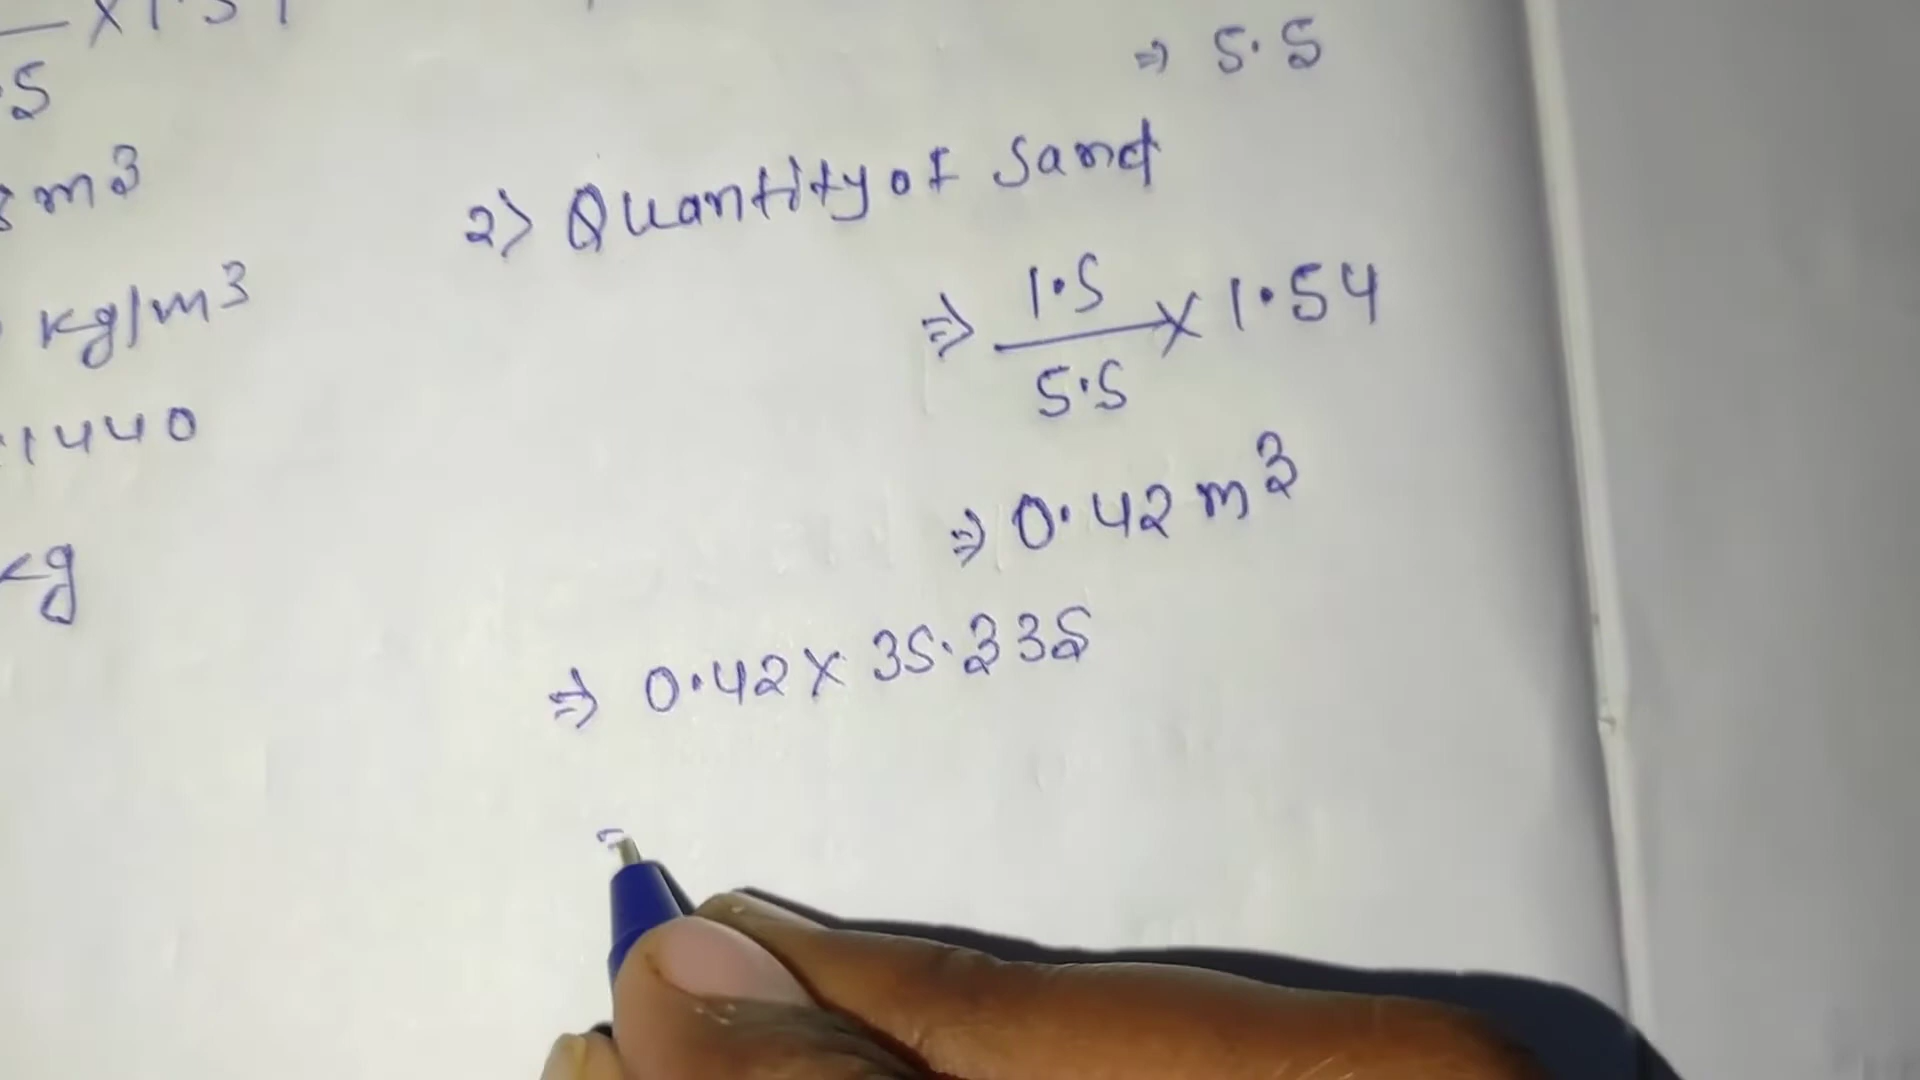 5
m3
kg/m3
1440
kg
⇒ 5.5
2> Quantity of Sand
⇒ 1.5
5.5 × 1.54
⇒ 0.42 m3
⇒ 0.42 × 35.335